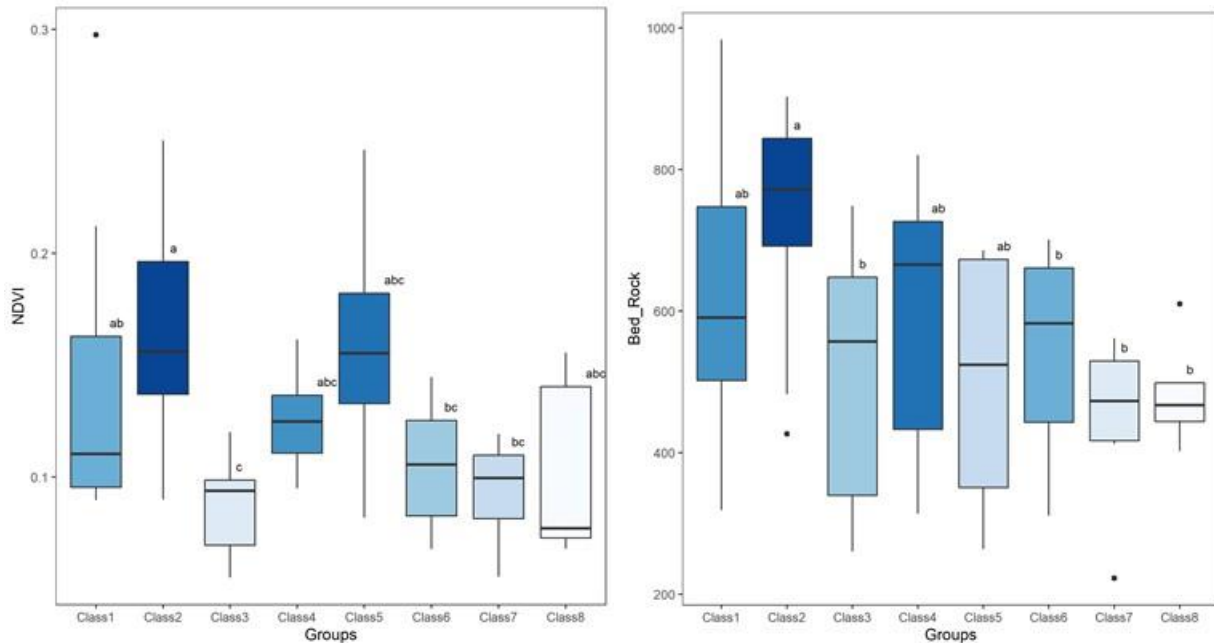 0.3
0.2
0.1
NDVI
ab
a
c
abc
abc
bc
bc
abc
Class1 Class2 Class3 Class4 Class5 Class6 Class7 Class8
Groups
1000
800
600
400
200
Bed_Rock
ab
a
b
ab
ab
b
b
b
Class1 Class2 Class3 Class4 Class5 Class6 Class7 Class8
Groups